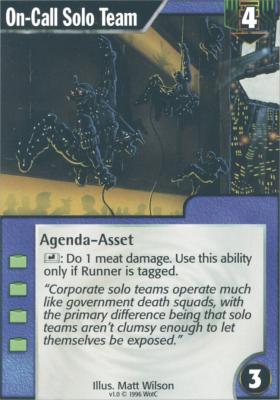 On-Call Solo Team
4
Agenda–Asset
: Do 1 meat damage. Use this ability
only if Runner is tagged.
“Corporate solo teams operate much
like government death squads, with
the primary difference being that solo
teams aren’t clumsy enough to let
themselves be exposed.”
3
Illus. Matt Wilson
v1.0 © 1996 WotC